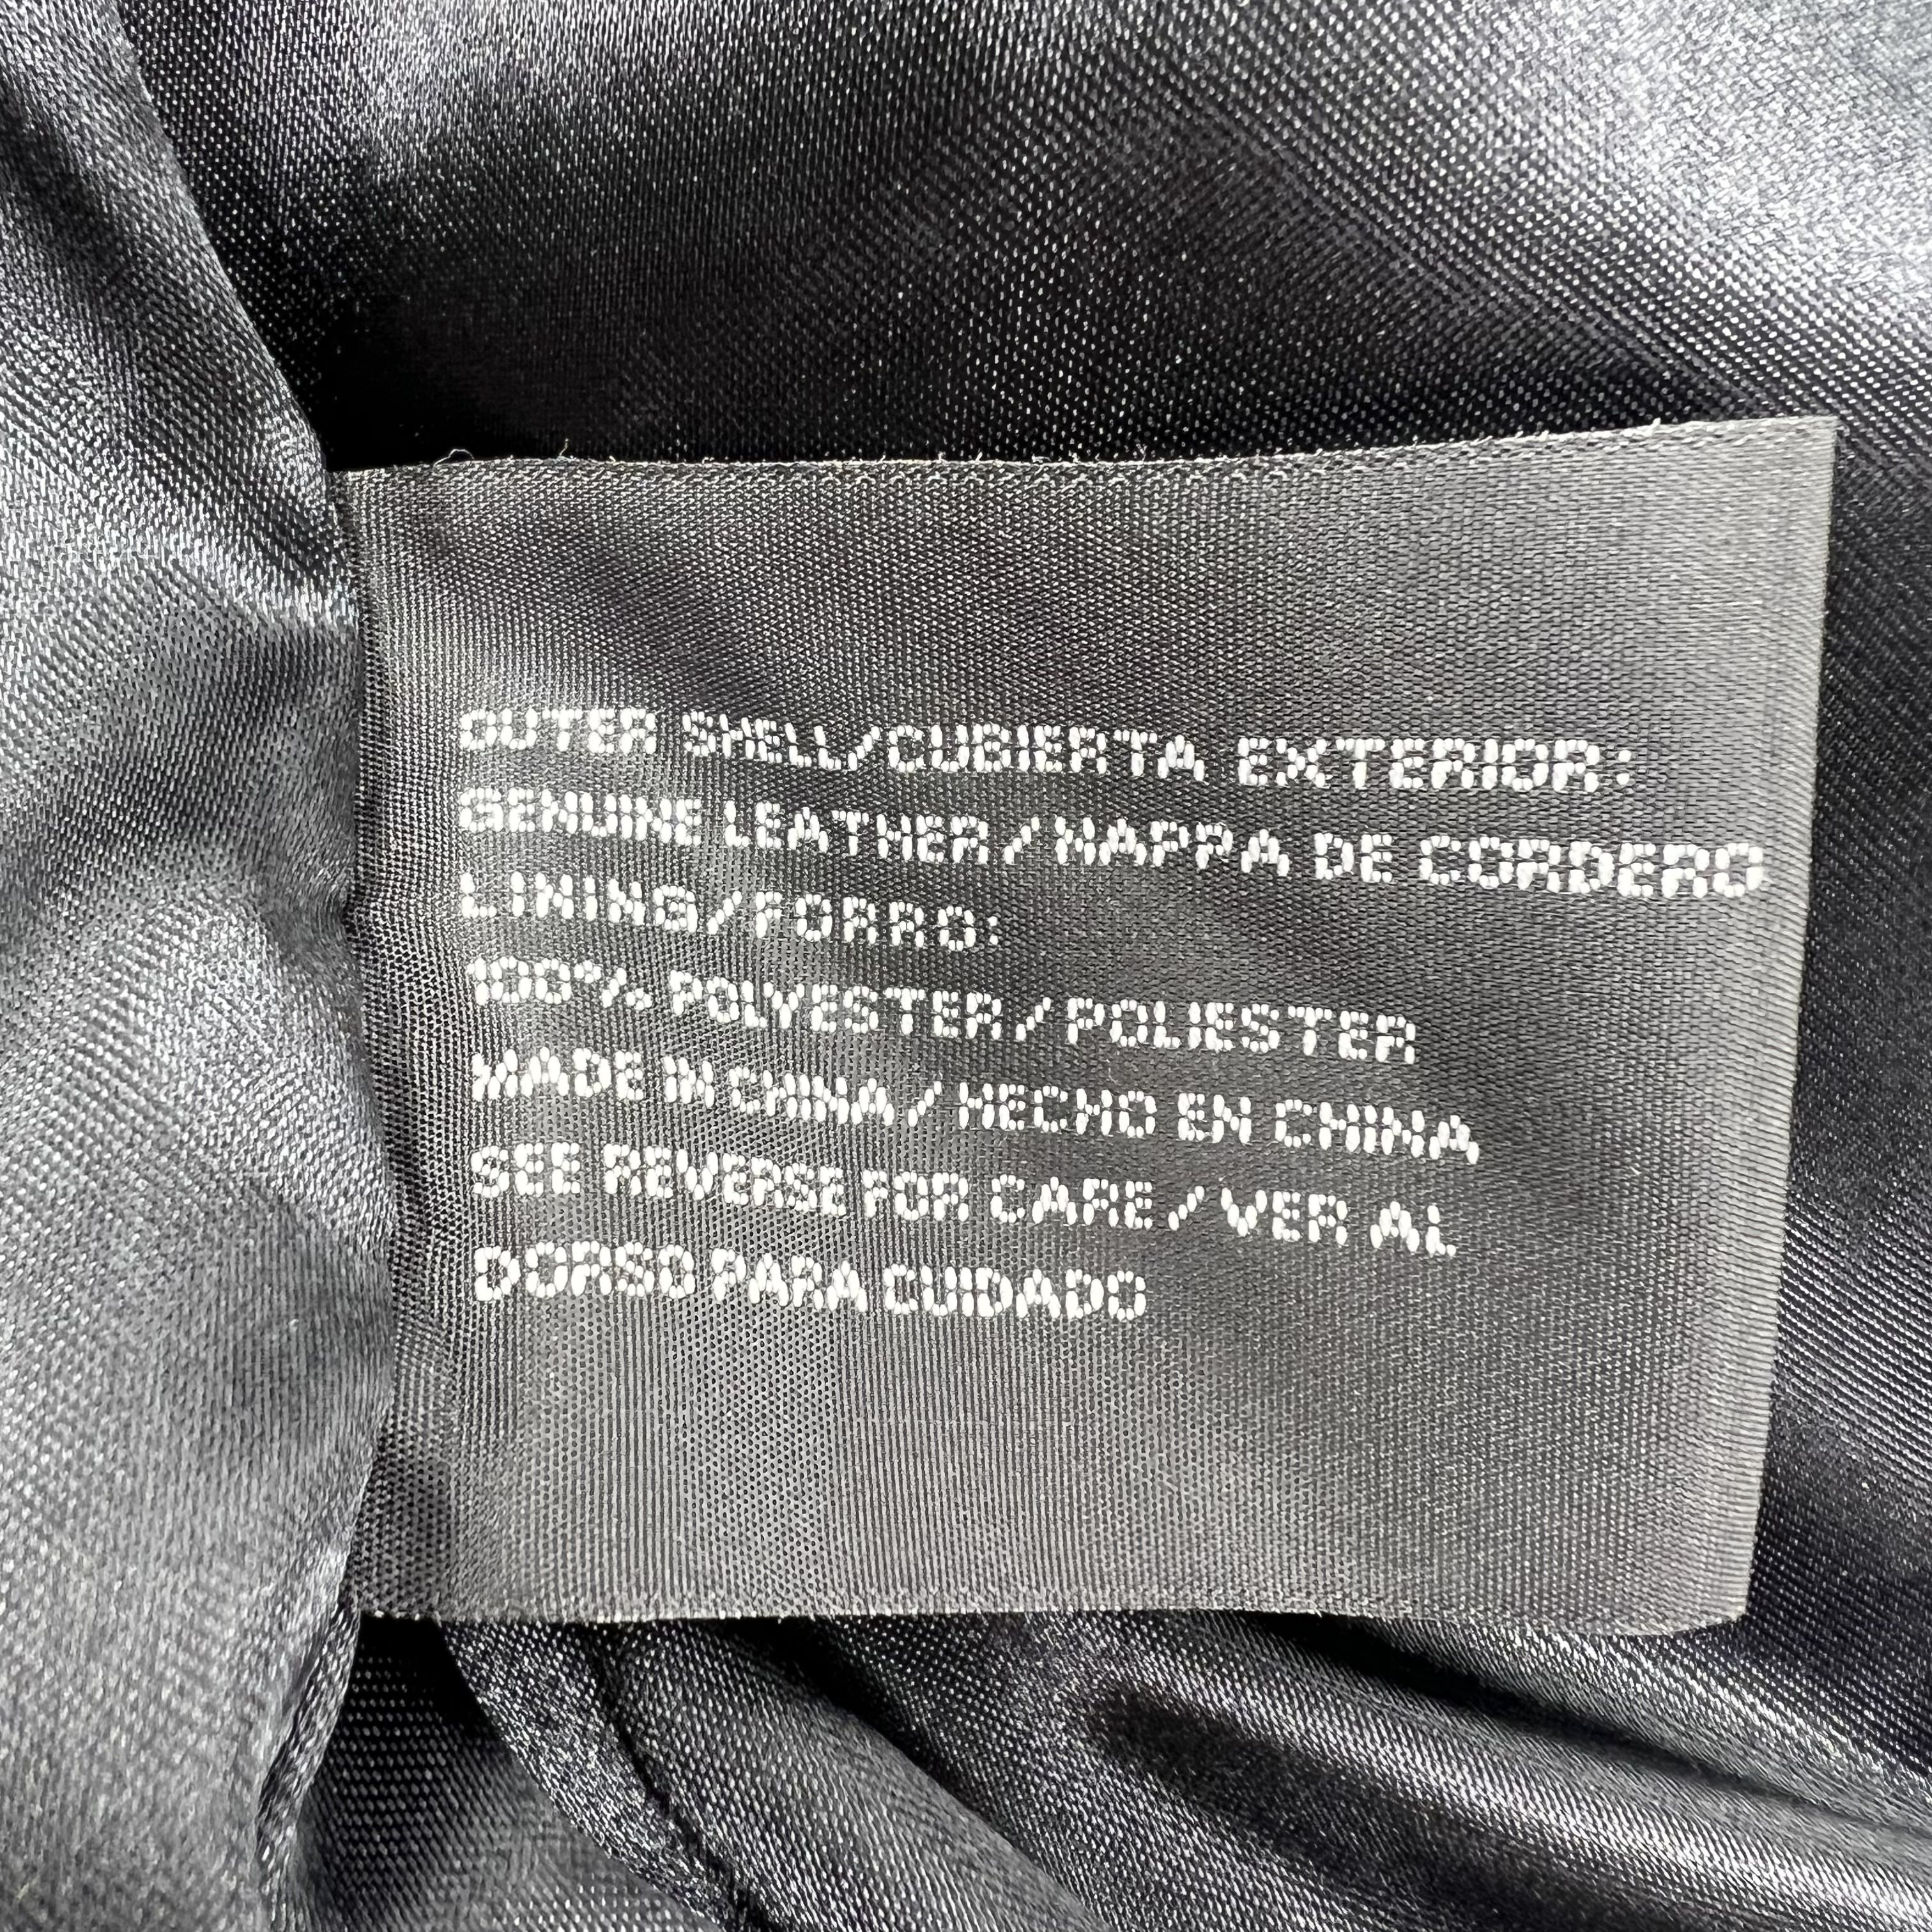 OUTER SHELL/CUBIERTA EXTERIOR:
GENUINE LEATHER/NAPPA DE CORDERO
LINING/FORRO:
100% POLYESTER/POLIESTER
MADE IN CHINA/HECHO EN CHINA
SEE REVERSE FOR CARE/VER AL
DORSO PARA CUIDADO